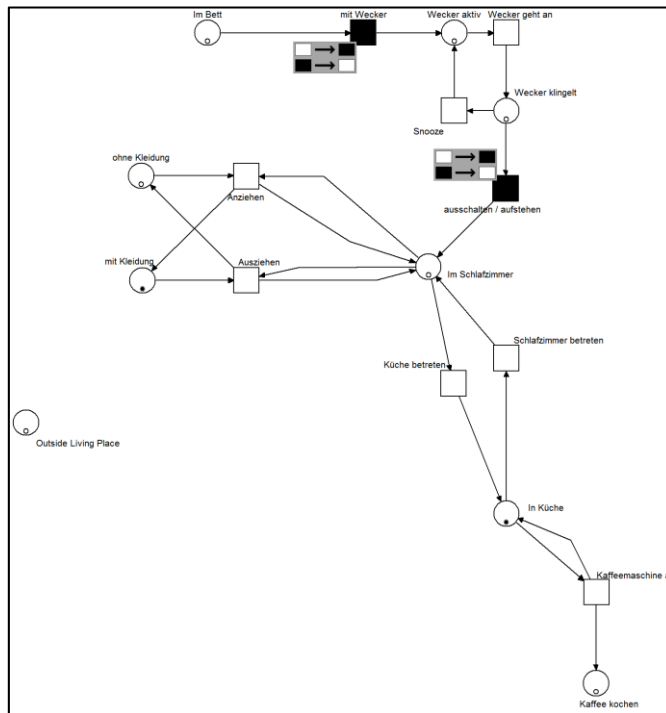 Im Bett
mit Wecker
Wecker aktiv
Wecker geht an
Wecker klingelt
Snooze
ohne Kleidung
Anziehen
ausschalten / aufstehen
mit Kleidung
Ausziehen
Im Schlafzimmer
Schlafzimmer betreten
Küche betreten
Outside Living Place
In Küche
Kaffeemaschine a
Kaffee kochen